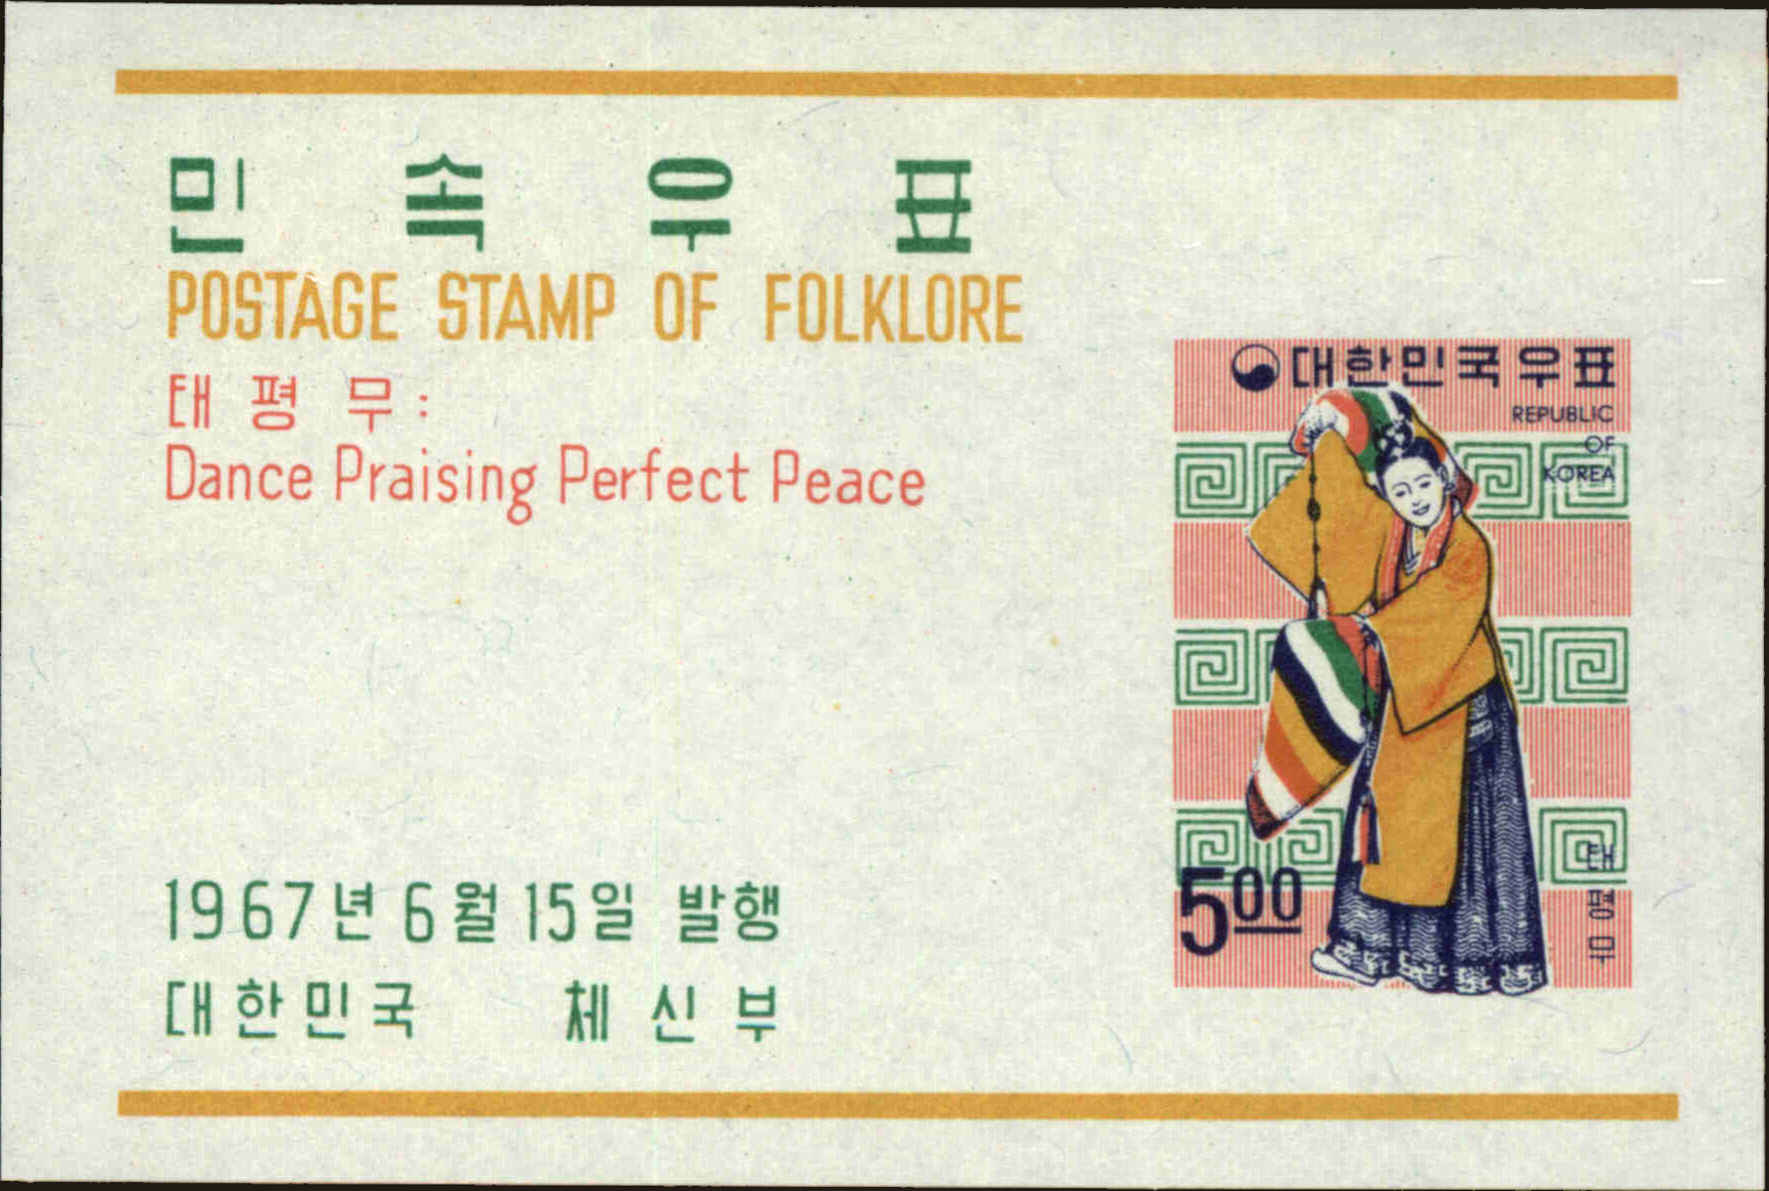 민 속 우 표
POSTAGE STAMP OF FOLKLORE
태 평 무 :
Dance Praising Perfect Peace
1967년 6월 15일 발행
대한민국 체신부
대한민국우표
REPUBLIC
OF
KOREA
500
태평무